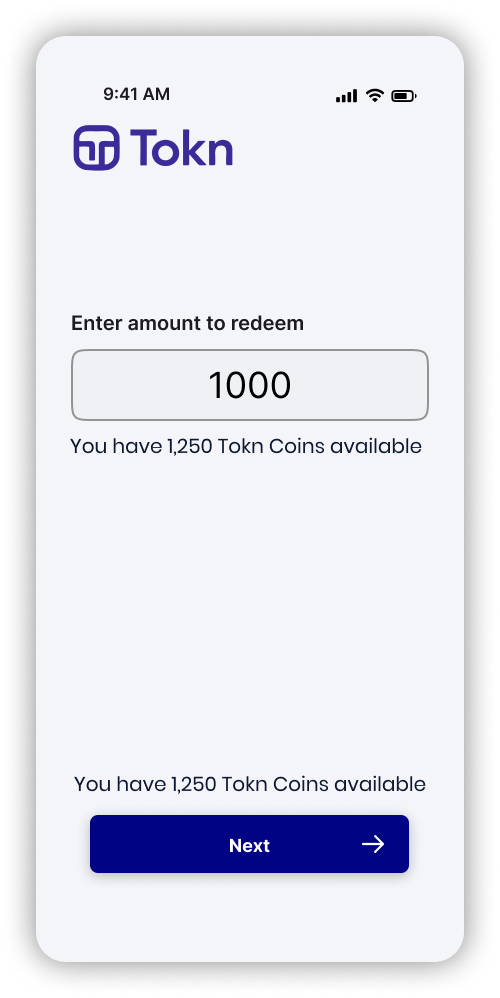 9:41 AM
Tokn
Enter amount to redeem
1000
You have 1,250 Tokn Coins available
You have 1,250 Tokn Coins available
Next